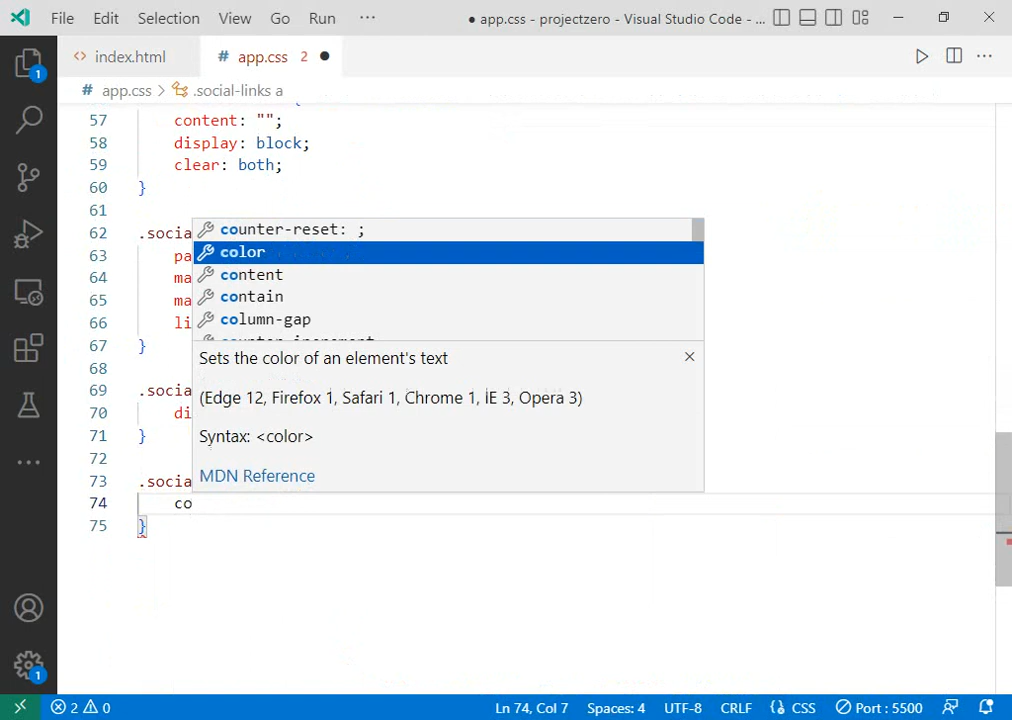 File Edit Selection View Go Run ··· ● app.css - projectzero - Visual Studio Code - ...
<> index.html # app.css 2 ●
# app.css > .social-links a
57 content: "";
58 display: block;
59 clear: both;
60 }
61
62 .socia
counter-reset: ;
63 pa
color
64 ma
content
65 ma
contain
66 li
column-gap
67 }
counter-increment
Sets the color of an element's text
68
69 .socia
(Edge 12, Firefox 1, Safari 1, Chrome 1, IE 3, Opera 3)
70 di
71 }
Syntax: <color>
72
MDN Reference
73 .socia
74 co
75 }
1
1
2 0 Ln 74, Col 7 Spaces: 4 UTF-8 CRLF {} CSS Port : 5500